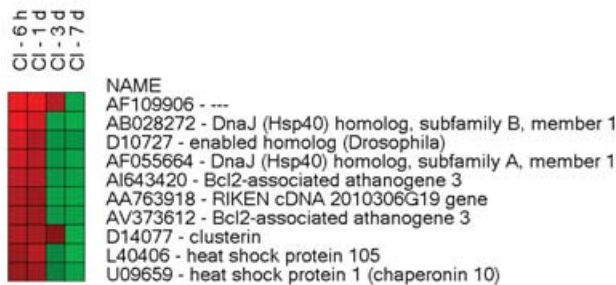 CI - 6 h
CI - 1 d
CI - 3 d
CI - 7 d
NAME
AF109906 - ---
AB028272 - DnaJ (Hsp40) homolog, subfamily B, member 1
D10727 - enabled homolog (Drosophila)
AF055664 - DnaJ (Hsp40) homolog, subfamily A, member 1
AI643420 - Bcl2-associated athanogene 3
AA763918 - RIKEN cDNA 2010306G19 gene
AV373612 - Bcl2-associated athanogene 3
D14077 - clusterin
L40406 - heat shock protein 105
U09659 - heat shock protein 1 (chaperonin 10)